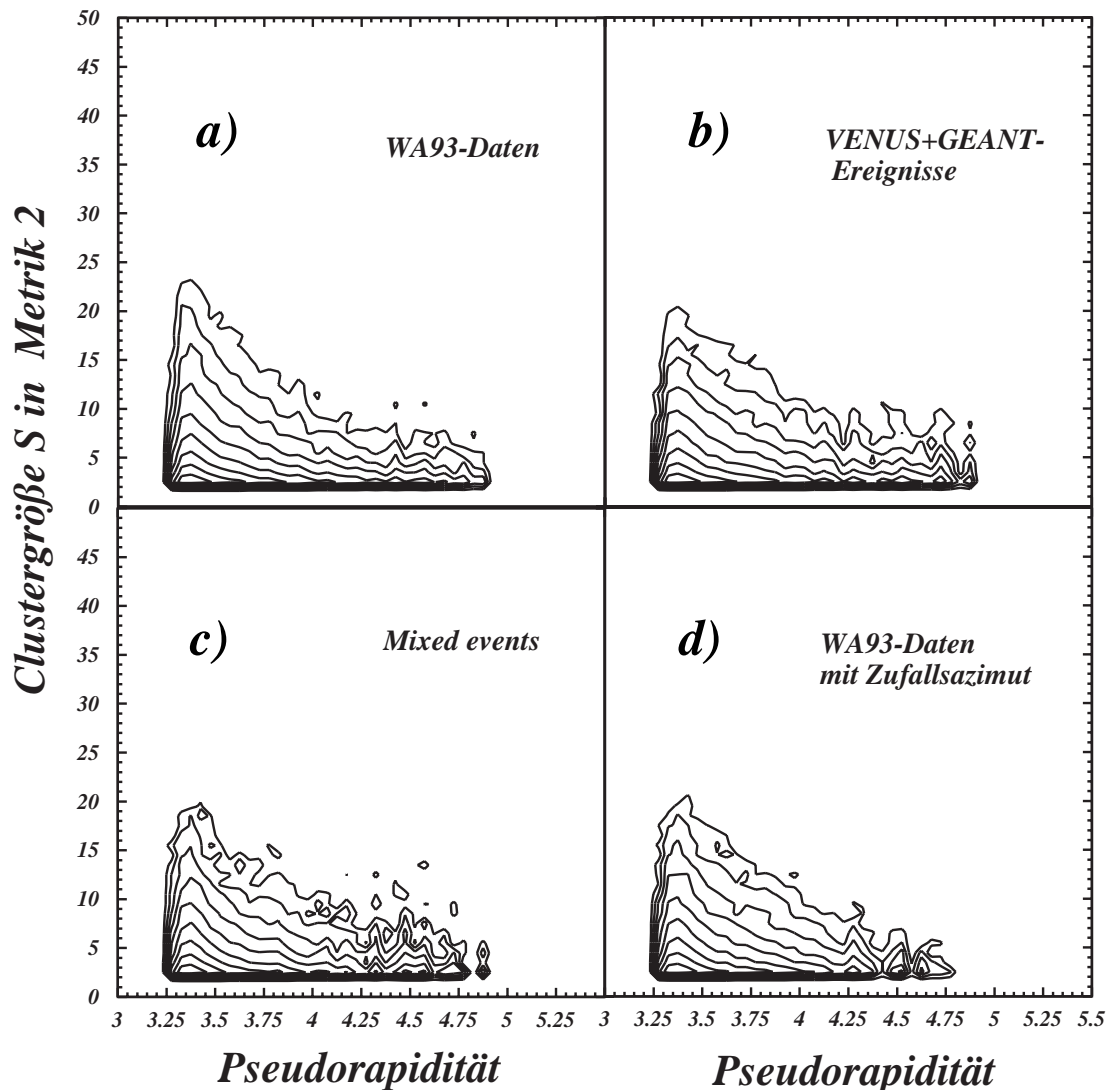 50
45
40
35
30
25
20
15
10
5
0
a)
WA93-Daten
b)
VENUS+GEANT-
Ereignisse
Clustergröße S in Metrik 2
45
40
35
30
25
20
15
10
5
0
c)
Mixed events
d)
WA93-Daten
mit Zufallsazimut
3 3.25 3.5 3.75 4 4.25 4.5 4.75 5 5.25 3 3.25 3.5 3.75 4 4.25 4.5 4.75 5 5.25 5.5
Pseudorapidität Pseudorapidität